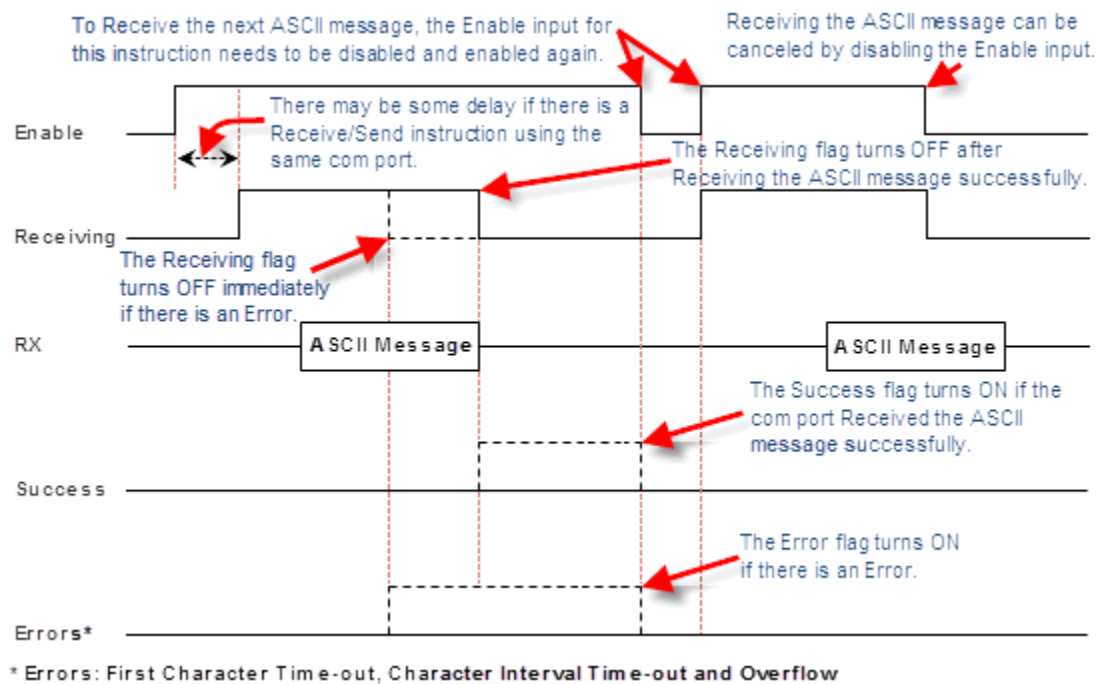 To Receive the next ASCII message, the Enable input for
this instruction needs to be disabled and enabled again.
Receiving the ASCII message can be
canceled by disabling the Enable input.
Enable
There may be some delay if there is a
Receive/Send instruction using the
same com port.
The Receiving flag turns OFF after
Receiving the ASCII message successfully.
Receiving
The Receiving flag
turns OFF immediately
if there is an Error.
RX
ASCII Message
ASCII Message
The Success flag turns ON if the
com port Received the ASCII
message successfully.
Success
The Error flag turns ON
if there is an Error.
Errors*
* Errors: First Character Time-out, Character Interval Time-out and Overflow